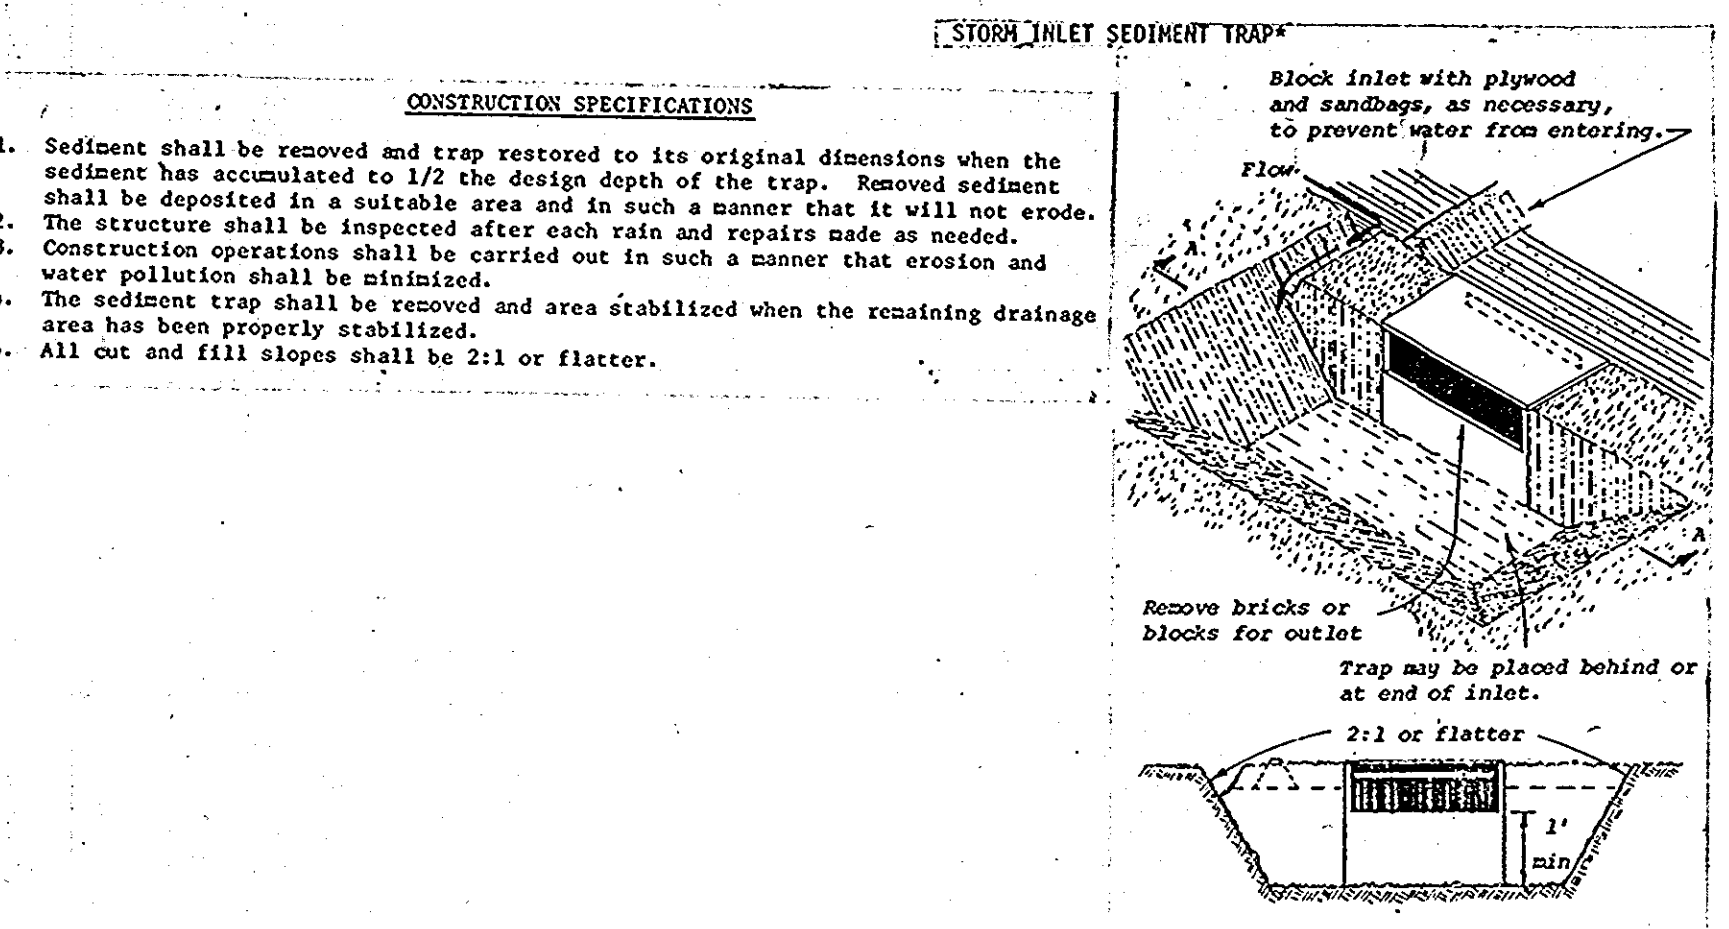 STORM INLET SEDIMENT TRAP*
CONSTRUCTION SPECIFICATIONS
1. Sediment shall be removed and trap restored to its original dimensions when the
sediment has accumulated to 1/2 the design depth of the trap. Removed sediment
shall be deposited in a suitable area and in such a manner that it will not erode.
2. The structure shall be inspected after each rain and repairs made as needed.
3. Construction operations shall be carried out in such a manner that erosion and
water pollution shall be minimized.
. The sediment trap shall be removed and area stabilized when the remaining drainage
area has been properly stabilized.
. All cut and fill slopes shall be 2:1 or flatter.
Block inlet with plywood
and sandbags, as necessary,
to prevent water from entering.
Flow
A
A
Remove bricks or
blocks for outlet
Trap may be placed behind or
at end of inlet.
2:1 or flatter
1'
min